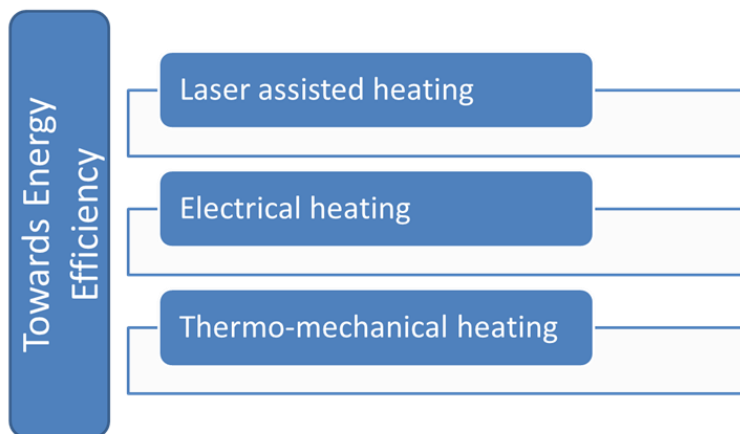 Towards Energy
Efficiency
Laser assisted heating
Electrical heating
Thermo-mechanical heating